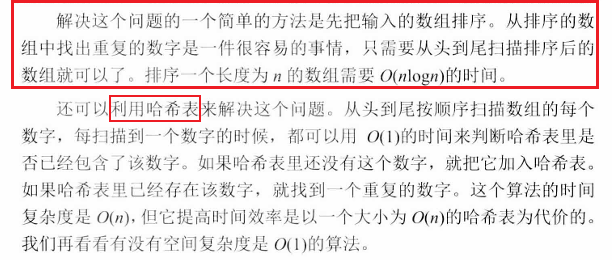 解决这个问题的一个简单的方法是先把输入的数组排序。从排序的数
组中找出重复的数字是一件很容易的事情，只需要从头到尾扫描排序后的
数组就可以了。排序一个长度为 n 的数组需要 O(nlogn)的时间。
还可以利用哈希表来解决这个问题。从头到尾按顺序扫描数组的每个
数字，每扫描到一个数字的时候，都可以用 O(1)的时间来判断哈希表里是
否已经包含了该数字。如果哈希表里还没有这个数字，就把它加入哈希表。
如果哈希表里已经存在该数字，就找到一个重复的数字。这个算法的时间
复杂度是 O(n)，但它提高时间效率是以一个大小为 O(n)的哈希表为代价的。
我们再看看有没有空间复杂度是 O(1)的算法。